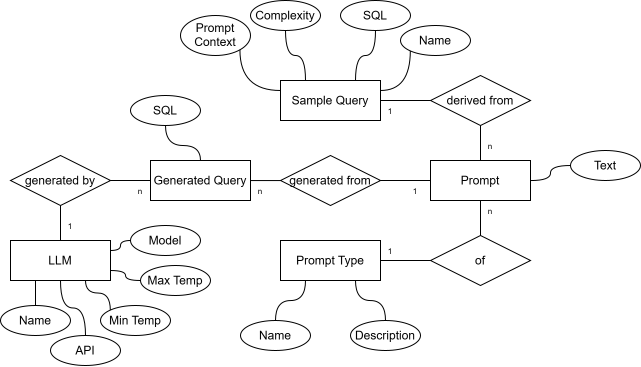 Complexity
SQL
Prompt
Context
Name
Sample Query
1
derived from
SQL
n
generated by
n
Generated Query
n
generated from
1
Prompt
Text
1
n
Model
LLM
Prompt Type
1
of
Max Temp
Name
Min Temp
Name
Description
API